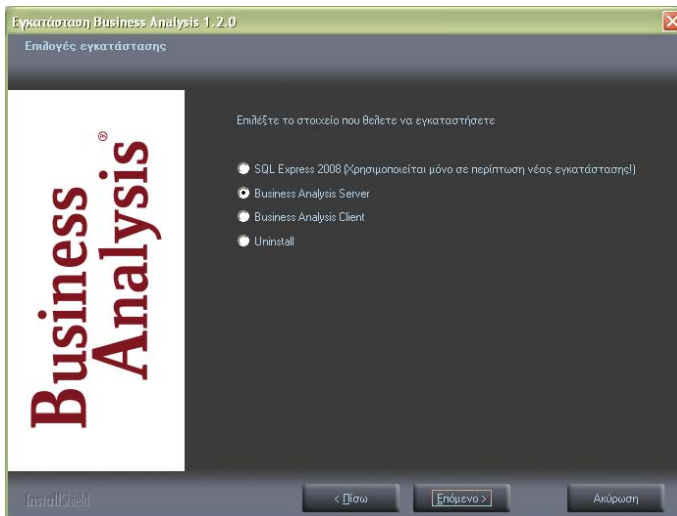 Εγκατάσταση Business Analysis 1.2.0
Επιλογές εγκατάστασης
Επιλέξτε το στοιχείο που θελετε να εγκαταστήσετε
SQL Express 2008 (Χρησιμοποιείται μόνο σε περίπτωση νέας εγκατάστασης!)
Business Analysis Server
Business Analysis Client
Uninstall
Business
Analysis®
InstallShield
< Πίσω
Επόμενο >
Ακύρωση